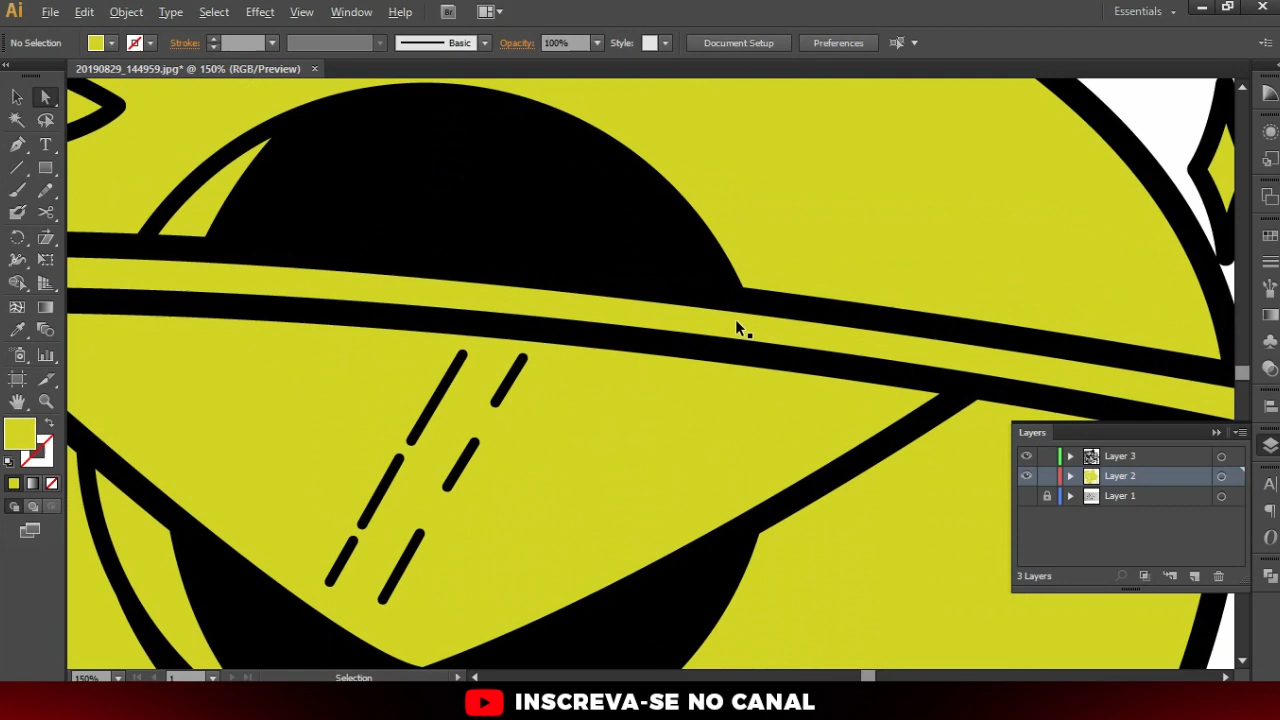 Ai File Edit Object Type Select Effect View Window Help Br Essentials
No Selection Stroke: Basic Opacity: 100% Style: Document Setup Preferences
20190829_144959.jpg* @ 150% (RGB/Preview)
Layers
Layer 3
Layer 2
Layer 1
3 Layers
150% 1 Selection
INSCREVA-SE NO CANAL